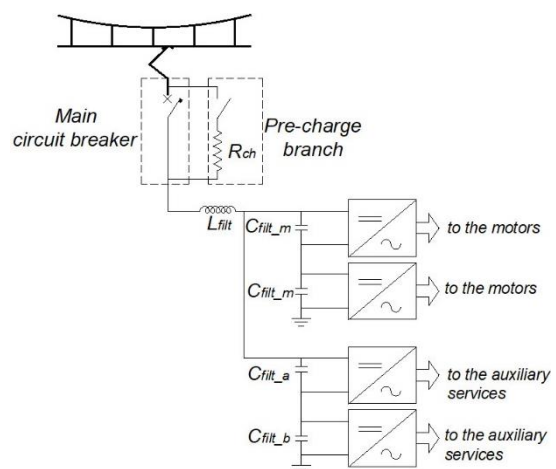 Main
circuit breaker
Pre-charge
branch
Rch
Lfilt
Cfilt_m
to the motors
Cfilt_m
to the motors
Cfilt_a
to the auxiliary
services
Cfilt_b
to the auxiliary
services